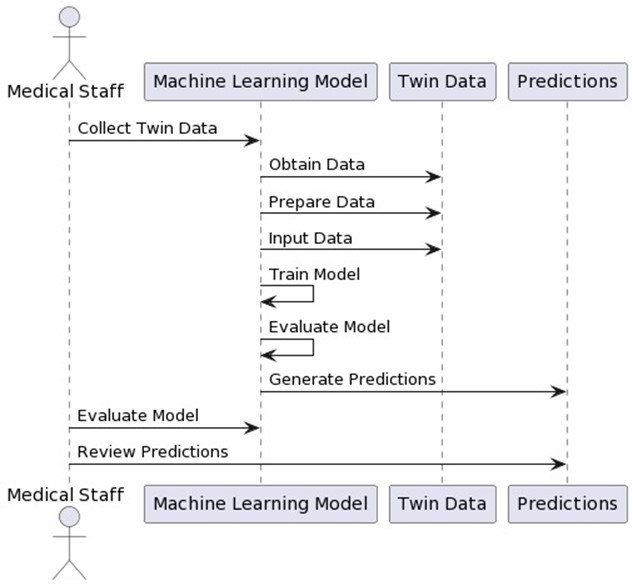 Medical Staff
Machine Learning Model
Twin Data
Predictions
Collect Twin Data
Obtain Data
Prepare Data
Input Data
Train Model
Evaluate Model
Generate Predictions
Evaluate Model
Review Predictions
Medical Staff
Machine Learning Model
Twin Data
Predictions